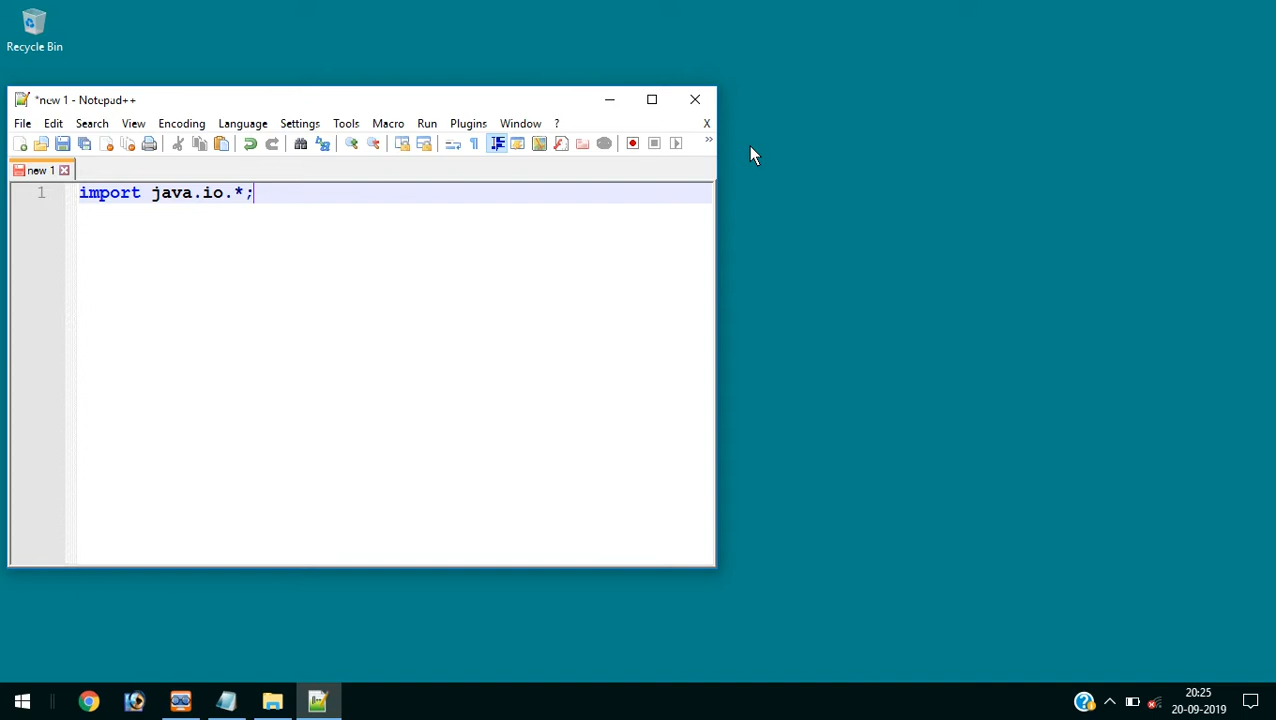 Recycle Bin
*new 1 - Notepad++
File Edit Search View Encoding Language Settings Tools Macro Run Plugins Window ? X
new 1
1 import java.io.*;
20:25
20-09-2019